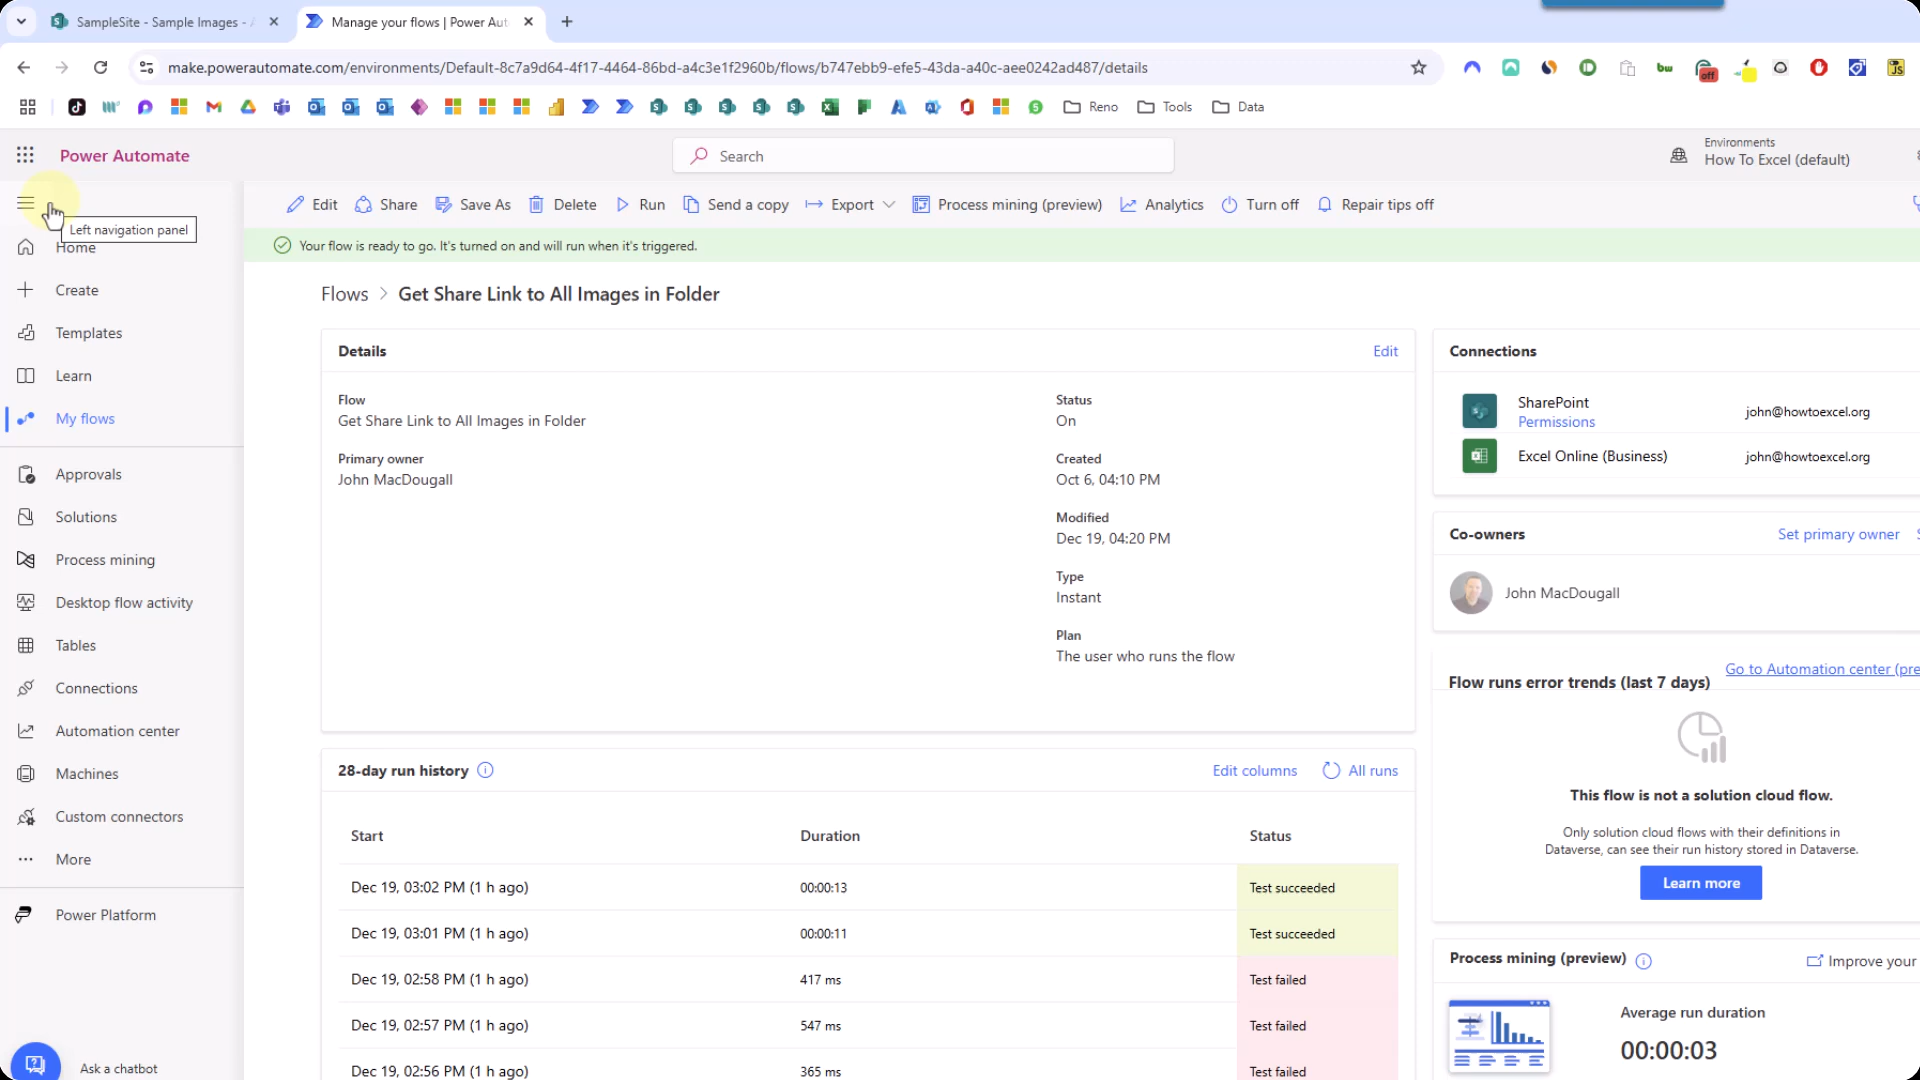 SampleSite - Sample Images -
Manage your flows | Power Aut
make.powerautomate.com/environments/Default-8c7a9d64-4f17-4464-86bd-a4c3e1f2960b/flows/b747ebb9-efe5-43da-a40c-aee0242ad487/details
off
bw
JS
Reno
Tools
Data
Power Automate
Search
Environments
How To Excel (default)
Left navigation panel
Home
Create
Templates
Learn
My flows
Approvals
Solutions
Process mining
Desktop flow activity
Tables
Connections
Automation center
Machines
Custom connectors
More
Power Platform
Ask a chatbot
Edit
Share
Save As
Delete
Run
Send a copy
Export
Process mining (preview)
Analytics
Turn off
Repair tips off
Your flow is ready to go. It's turned on and will run when it's triggered.
Flows > Get Share Link to All Images in Folder
Details
Edit
Flow
Get Share Link to All Images in Folder
Primary owner
John MacDougall
Status
On
Created
Oct 6, 04:10 PM
Modified
Dec 19, 04:20 PM
Type
Instant
Plan
The user who runs the flow
28-day run history
Edit columns
All runs
Start Duration Status
Dec 19, 03:02 PM (1 h ago) 00:00:13 Test succeeded
Dec 19, 03:01 PM (1 h ago) 00:00:11 Test succeeded
Dec 19, 02:58 PM (1 h ago) 417 ms Test failed
Dec 19, 02:57 PM (1 h ago) 547 ms Test failed
Dec 19, 02:56 PM (1 h ago) 365 ms Test failed
Connections
SharePoint
Permissions
john@howtoexcel.org
Excel Online (Business)
john@howtoexcel.org
Co-owners
Set primary owner
John MacDougall
Flow runs error trends (last 7 days)
Go to Automation center (pre
This flow is not a solution cloud flow.
Only solution cloud flows with their definitions in
Dataverse, can see their run history stored in Dataverse.
Learn more
Process mining (preview)
Improve your
Average run duration
00:00:03